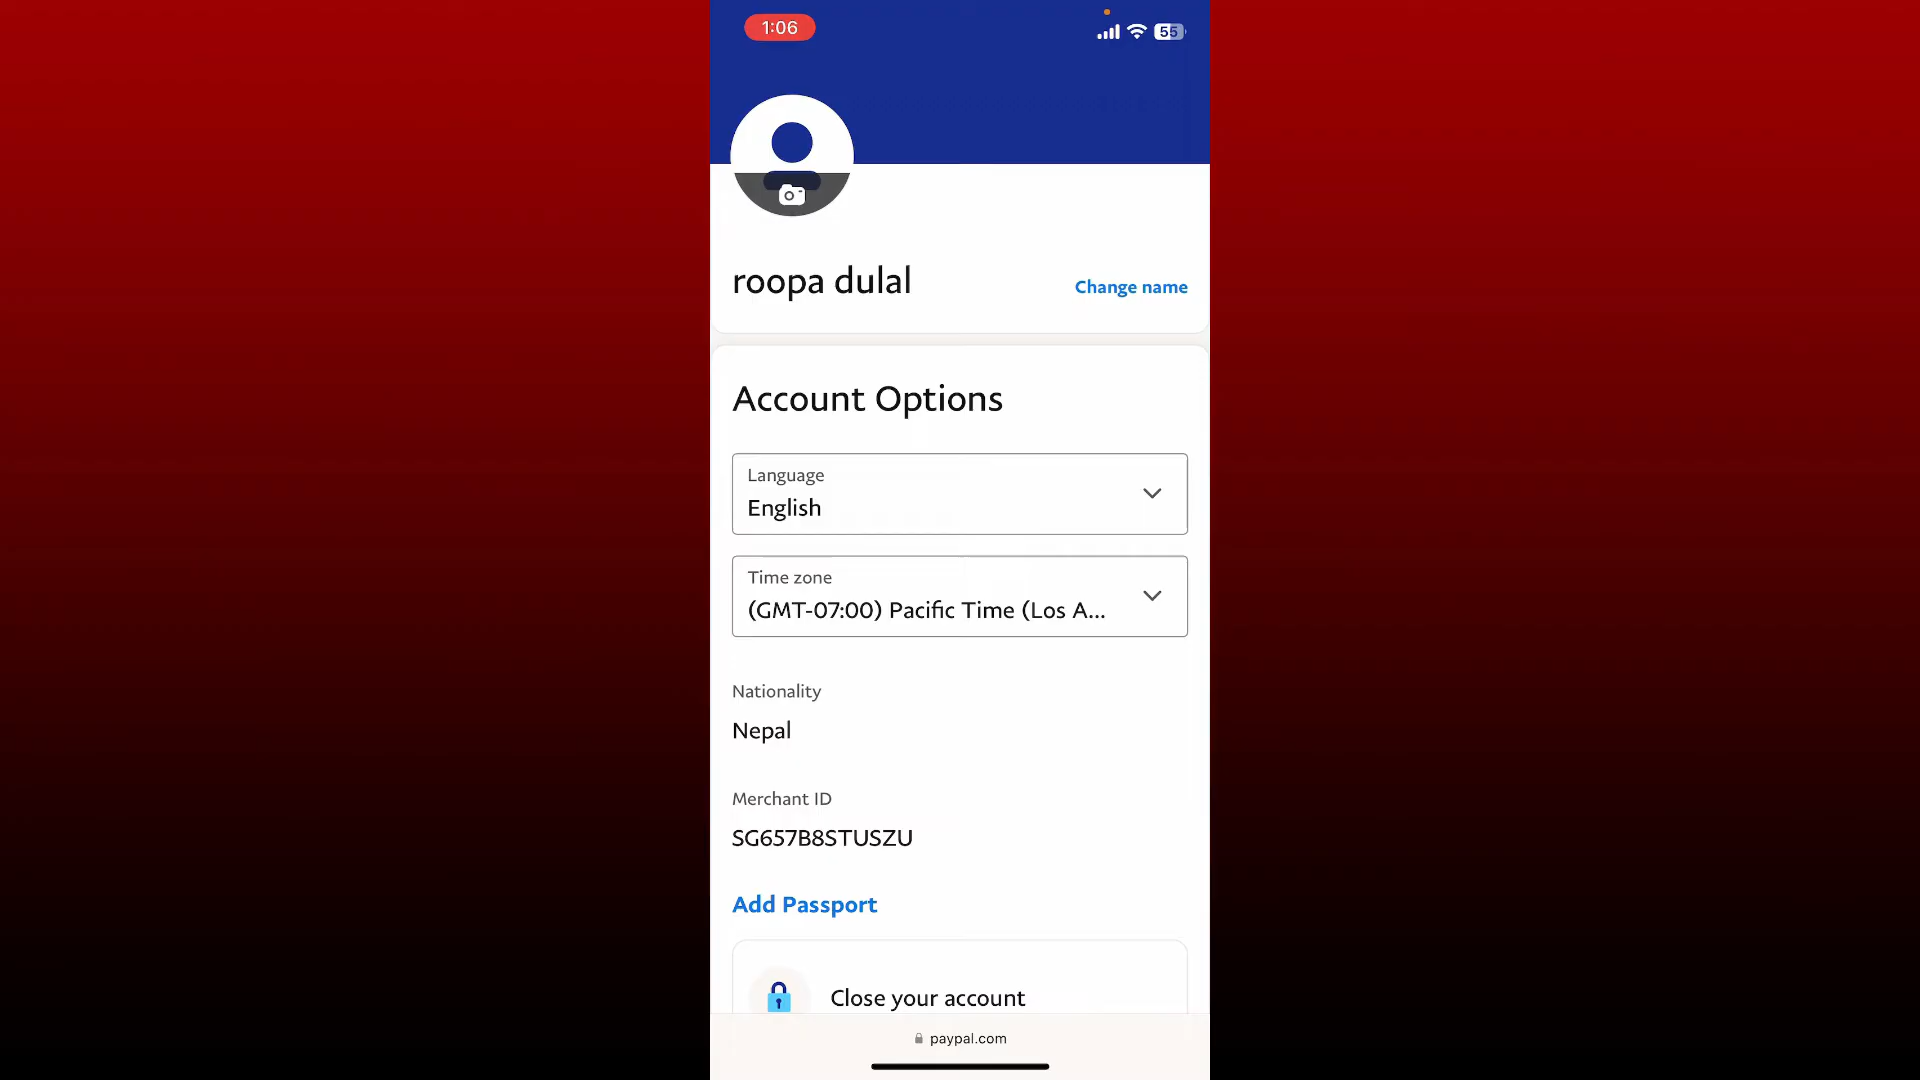 1:06
55
roopa dulal
Change name
Account Options
Language
English
Time zone
(GMT-07:00) Pacific Time (Los A...
Nationality
Nepal
Merchant ID
SG657B8STUSZU
Add Passport
Close your account
paypal.com